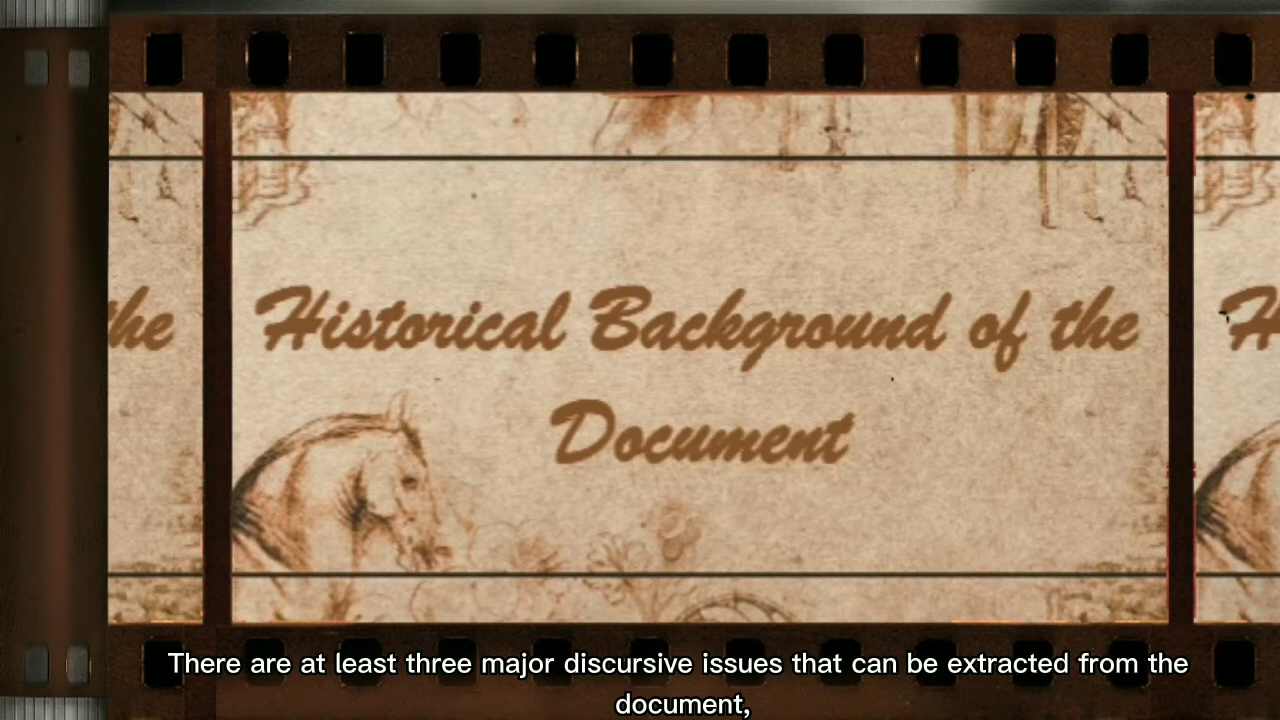 the
Historical Background of the
Document
H
There are at least three major discursive issues that can be extracted from the
document,